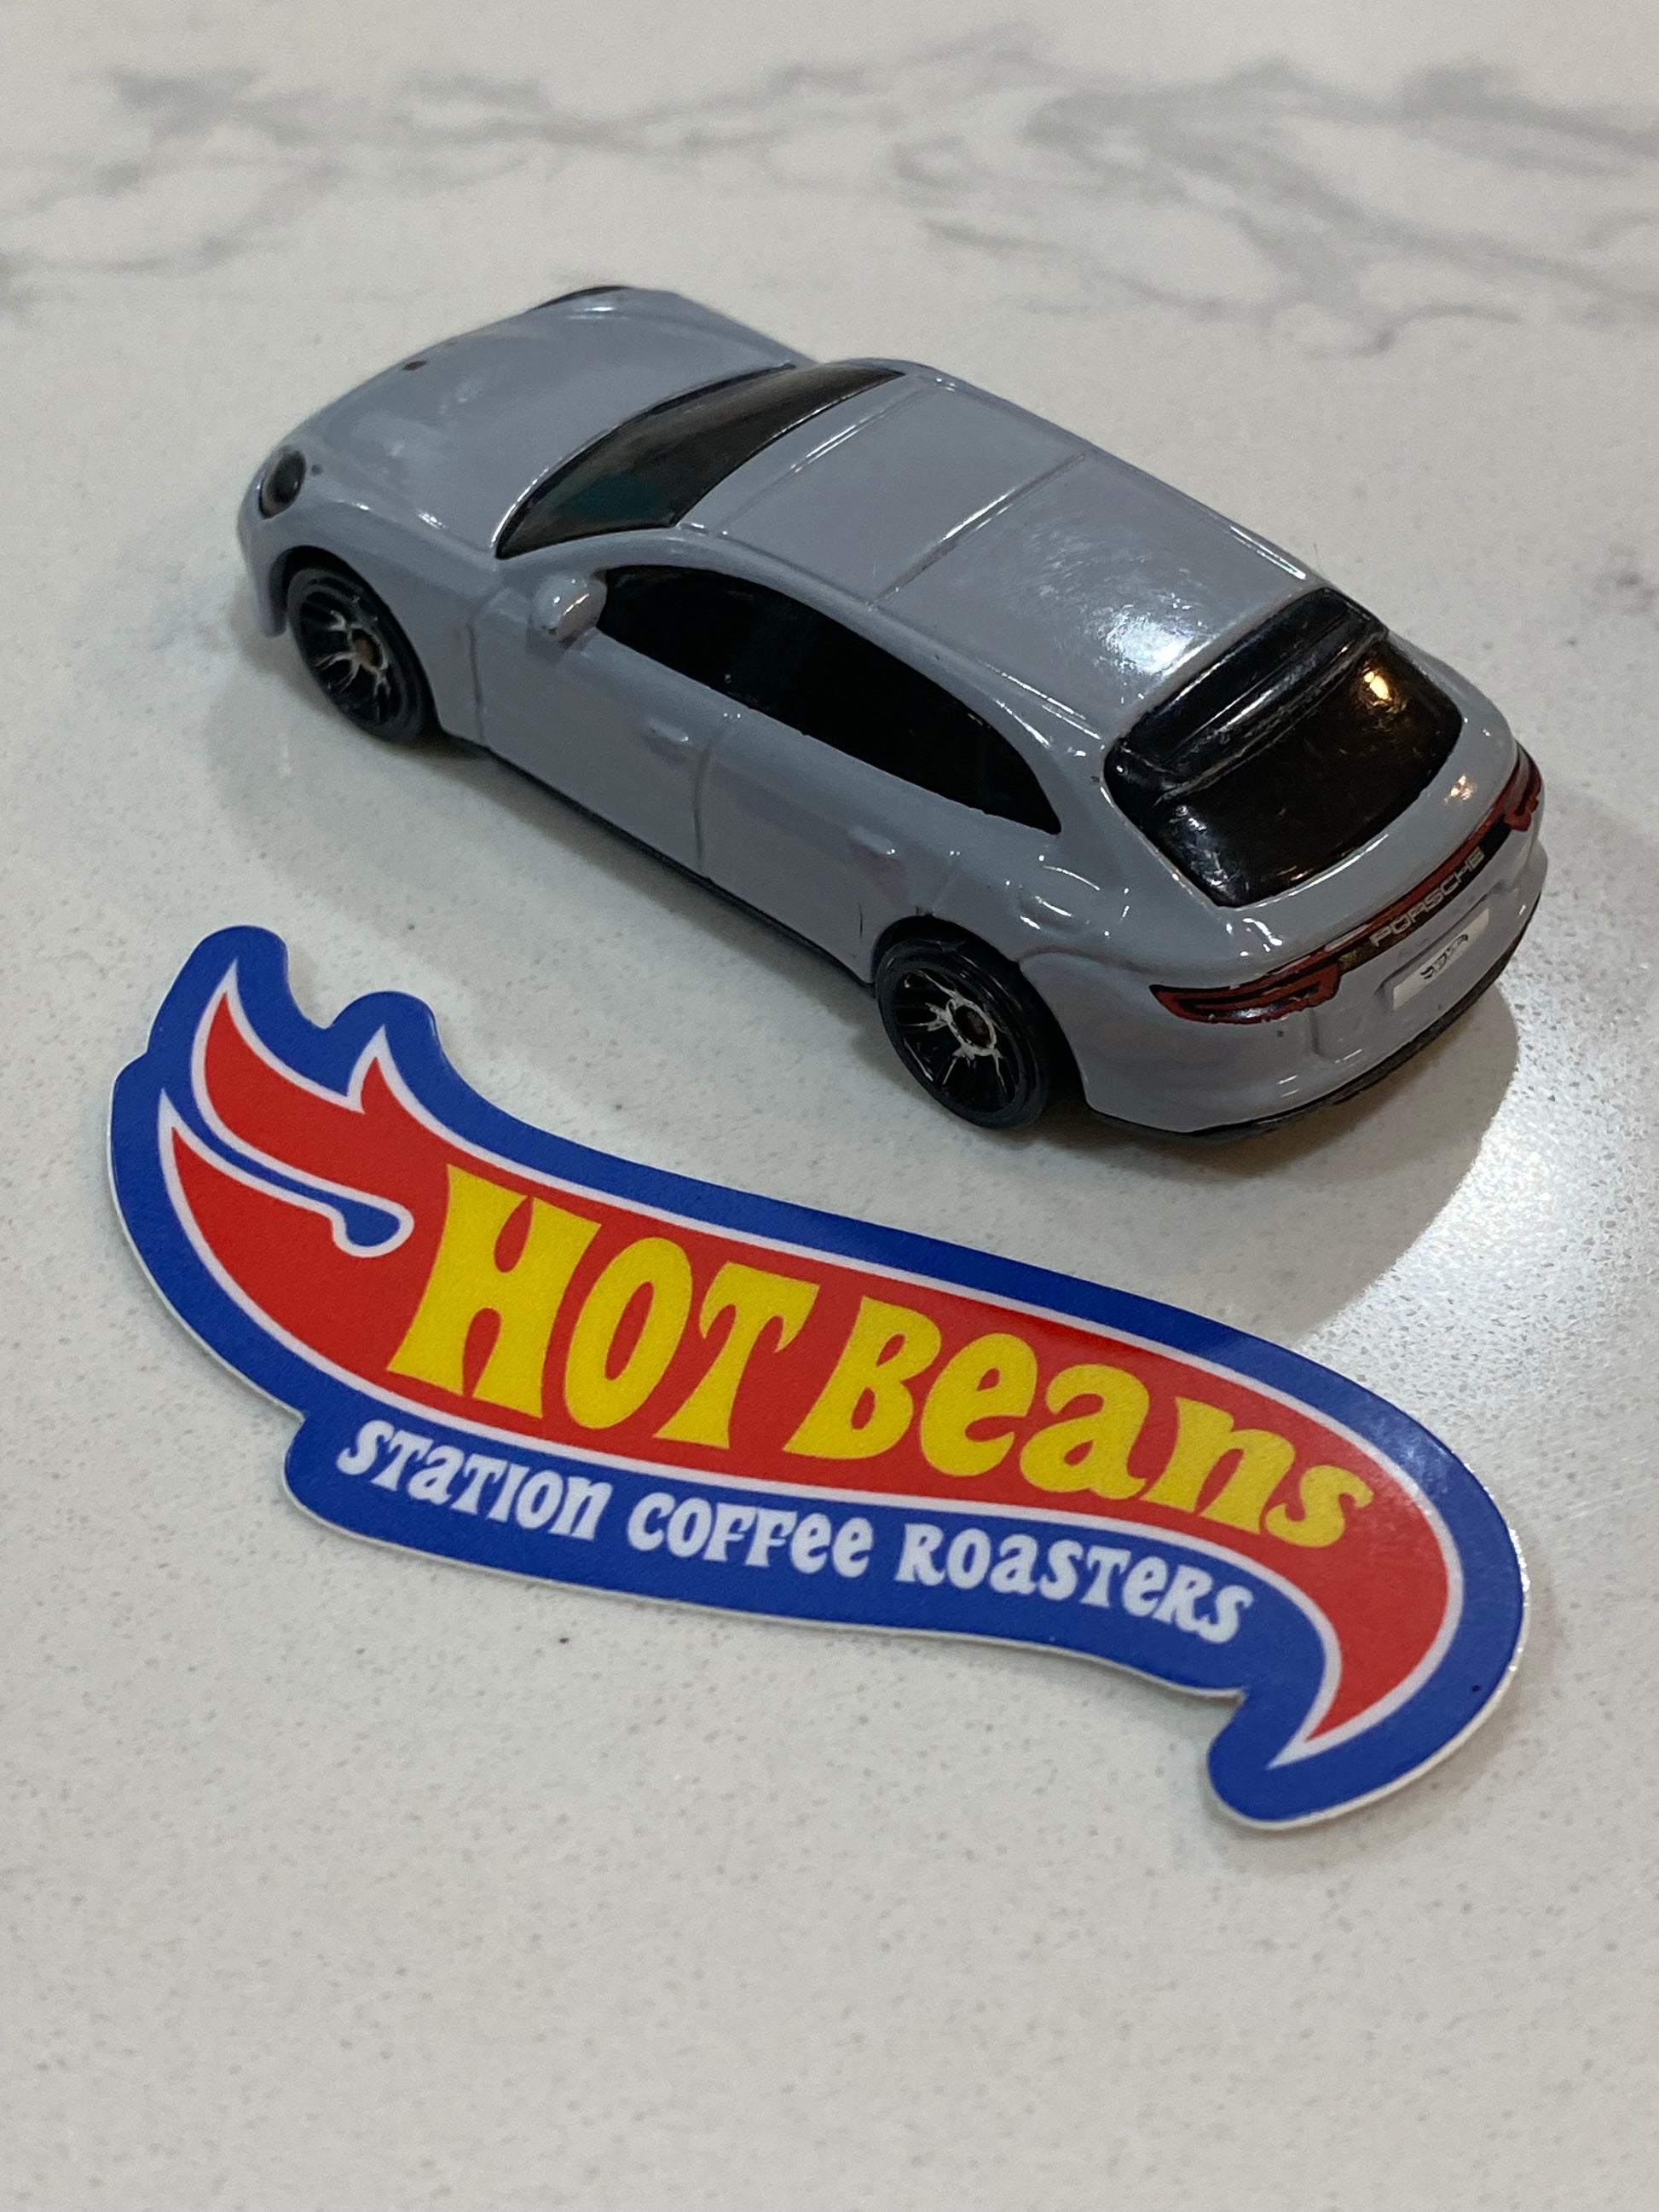 PORSCHE
HOT Beans
STATION COFFEE ROASTERS